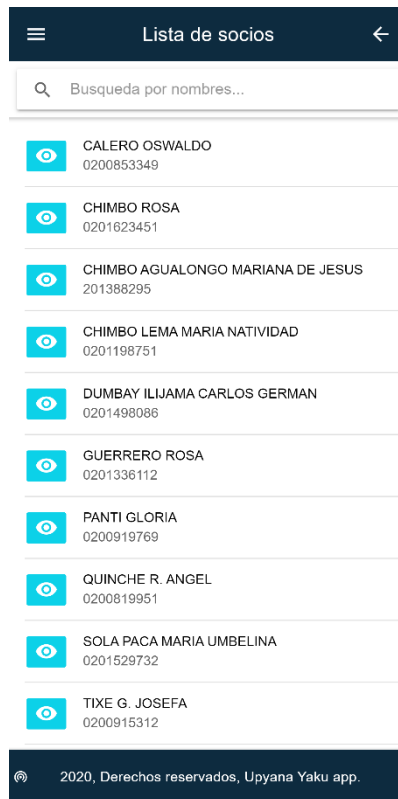 Lista de socios
Busqueda por nombres...
CALERO OSWALDO
0200853349
CHIMBO ROSA
0201623451
CHIMBO AGUALONGO MARIANA DE JESUS
201388295
CHIMBO LEMA MARIA NATIVIDAD
0201198751
DUMBAY ILIJAMA CARLOS GERMAN
0201498086
GUERRERO ROSA
0201336112
PANTI GLORIA
0200919769
QUINCHE R. ANGEL
0200819951
SOLA PACA MARIA UMBELINA
0201529732
TIXE G. JOSEFA
0200915312
2020, Derechos reservados, Upyana Yaku app.